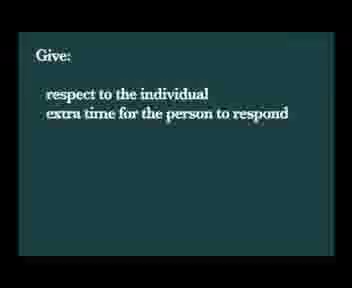 Give:
respect to the individual
extra time for the person to respond